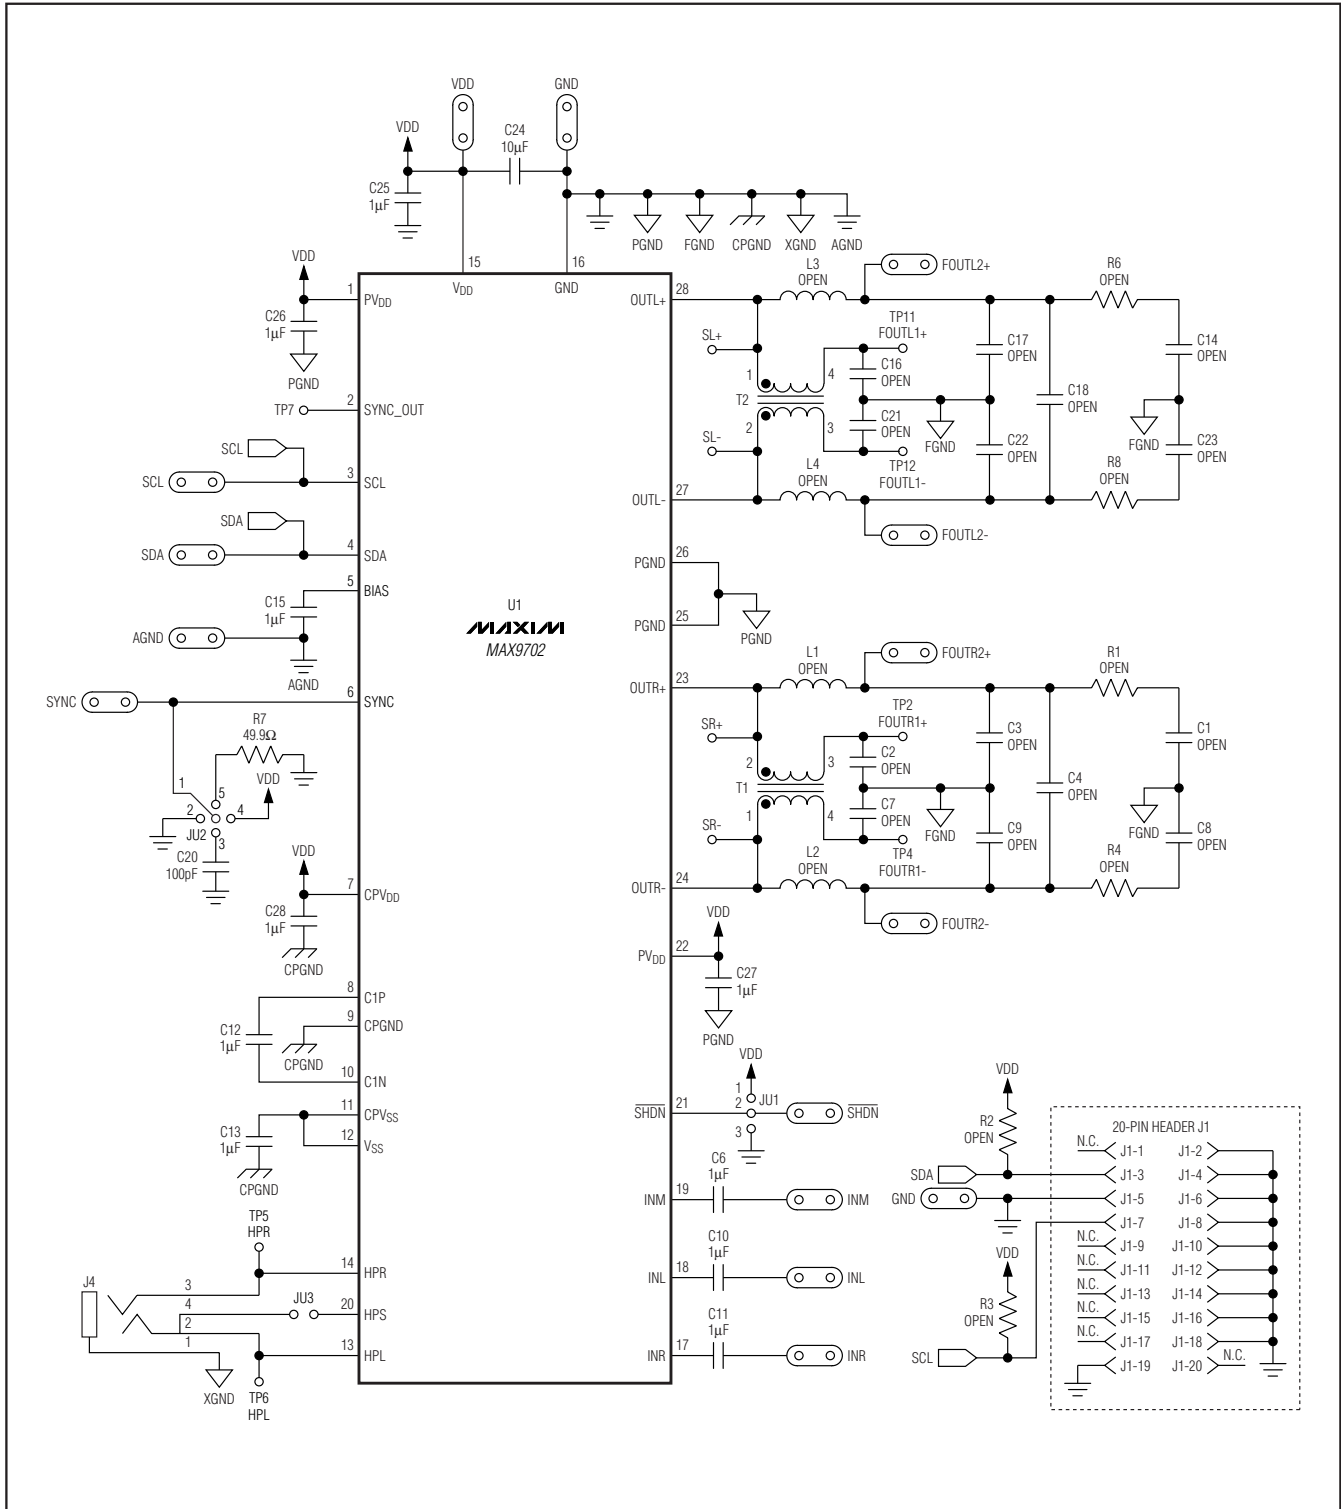 VDD
GND
VDD
C24
10μF
C25
1μF
PGND
FGND
CPGND
XGND
AGND
VDD
15
VDD
16
GND
1
PVDD
C26
1μF
PGND
TP7
2
SYNC_OUT
SCL
SCL
3
SCL
SDA
SDA
4
SDA
5
BIAS
C15
1μF
AGND
AGND
SYNC
6
SYNC
R7
49.9Ω
VDD
1
5
2
4
JU2
3
C20
100pF
VDD
7
CPVDD
C28
1μF
CPGND
8
C1P
9
CPGND
C12
1μF
CPGND
10
C1N
11
CPVSS
C13
1μF
12
VSS
CPGND
TP5
HPR
14
HPR
J4
3
4
JU3
20
HPS
2
1
13
HPL
XGND
TP6
HPL
U1
MAXIM
MAX9702
28
OUTL+
L3
OPEN
FOUTL2+
R6
OPEN
SL+
TP11
FOUTL1+
C17
OPEN
C14
OPEN
1
4
C16
OPEN
C18
OPEN
T2
2
3
C21
OPEN
FGND
FGND
SL-
C22
OPEN
C23
OPEN
TP12
FOUTL1-
L4
OPEN
R8
OPEN
27
OUTL-
FOUTL2-
26
PGND
25
PGND
PGND
23
OUTR+
L1
OPEN
FOUTR2+
R1
OPEN
SR+
TP2
FOUTR1+
C3
OPEN
C1
OPEN
2
3
C2
OPEN
C4
OPEN
T1
1
4
C7
OPEN
FGND
FGND
SR-
C9
OPEN
C8
OPEN
TP4
FOUTR1-
L2
OPEN
R4
OPEN
24
OUTR-
FOUTR2-
VDD
22
PVDD
C27
1μF
PGND
VDD
21
SHDN
1
2
3
JU1
SHDN
C6
1μF
19
INM
INM
C10
1μF
18
INL
INL
C11
1μF
17
INR
INR
VDD
R2
OPEN
SDA
GND
VDD
R3
OPEN
SCL
20-PIN HEADER J1
N.C. J1-1 J1-2
J1-3 J1-4
J1-5 J1-6
J1-7 J1-8
N.C. J1-9 J1-10
N.C. J1-11 J1-12
N.C. J1-13 J1-14
N.C. J1-15 J1-16
N.C. J1-17 J1-18
J1-19 J1-20 N.C.